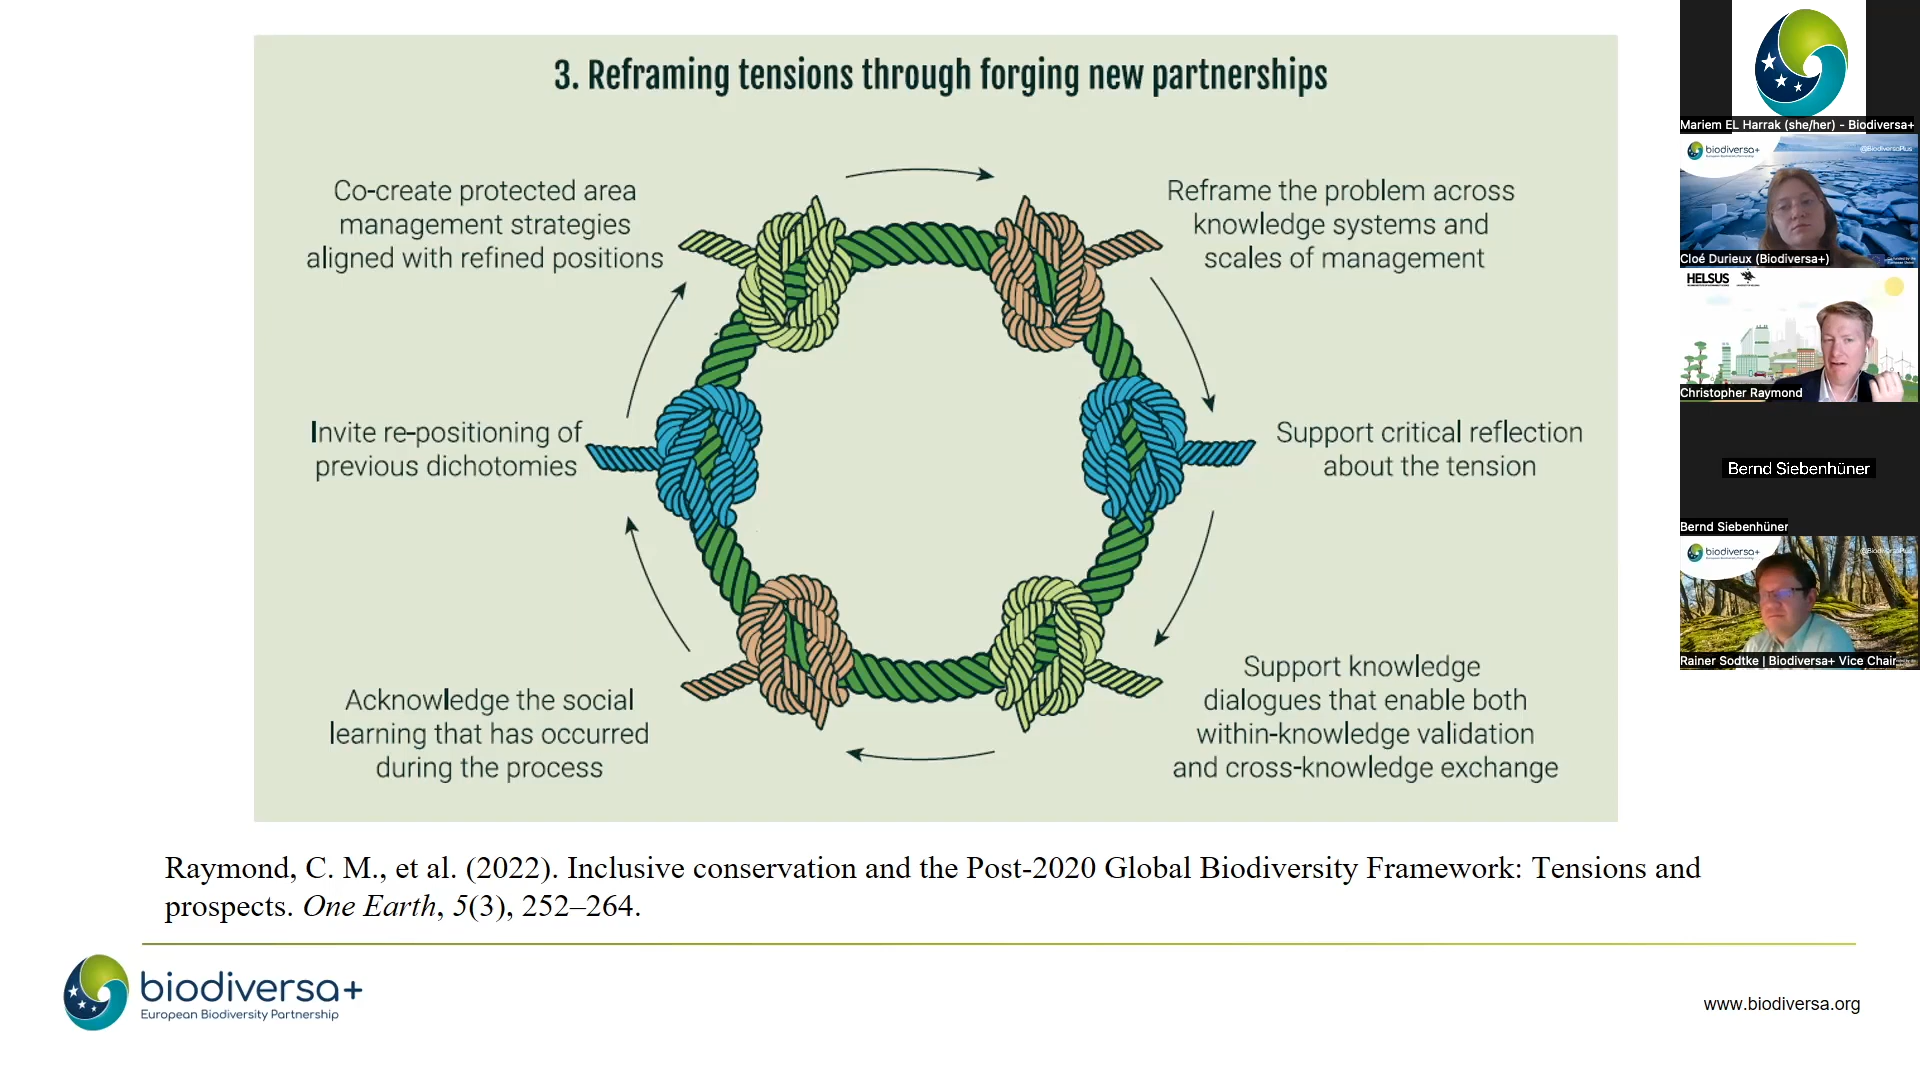 3. Reframing tensions through forging new partnerships
Co-create protected area
management strategies
aligned with refined positions
Reframe the problem across
knowledge systems and
scales of management
Invite re-positioning of
previous dichotomies
Support critical reflection
about the tension
Acknowledge the social
learning that has occurred
during the process
Support knowledge
dialogues that enable both
within-knowledge validation
and cross-knowledge exchange
Raymond, C. M., et al. (2022). Inclusive conservation and the Post-2020 Global Biodiversity Framework: Tensions and
prospects. One Earth, 5(3), 252–264.
biodiversa+
European Biodiversity Partnership
www.biodiversa.org
Mariem EL Harrak (she/her) - Biodiversa+
biodiversa+
@BiodiversaPlus
Cloé Durieux (Biodiversa+)
HELSUS
Christopher Raymond
Bernd Siebenhüner
Bernd Siebenhüner
biodiversa+
@BiodiversaPlus
Rainer Sodtke | Biodiversa+ Vice Chair